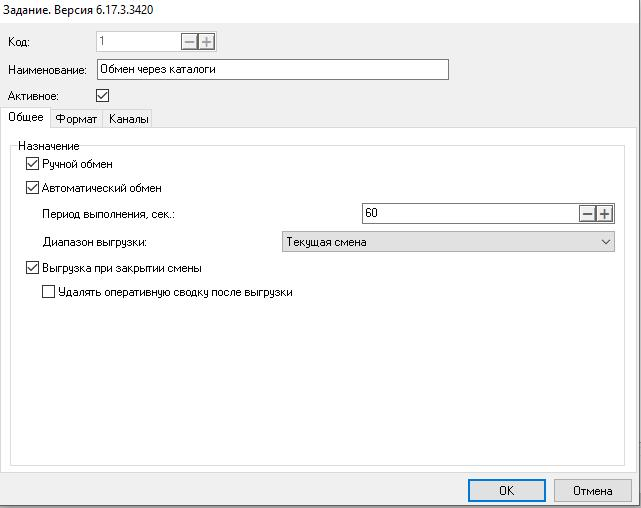 Задание. Версия 6.17.3.3420
Код: 1
Наименование: Обмен через каталоги
Активное:
Общее Формат Каналы
Назначение
Ручной обмен
Автоматический обмен
Период выполнения, сек.: 60
Диапазон выгрузки: Текущая смена
Выгрузка при закрытии смены
Удалять оперативную сводку после выгрузки
OK Отмена